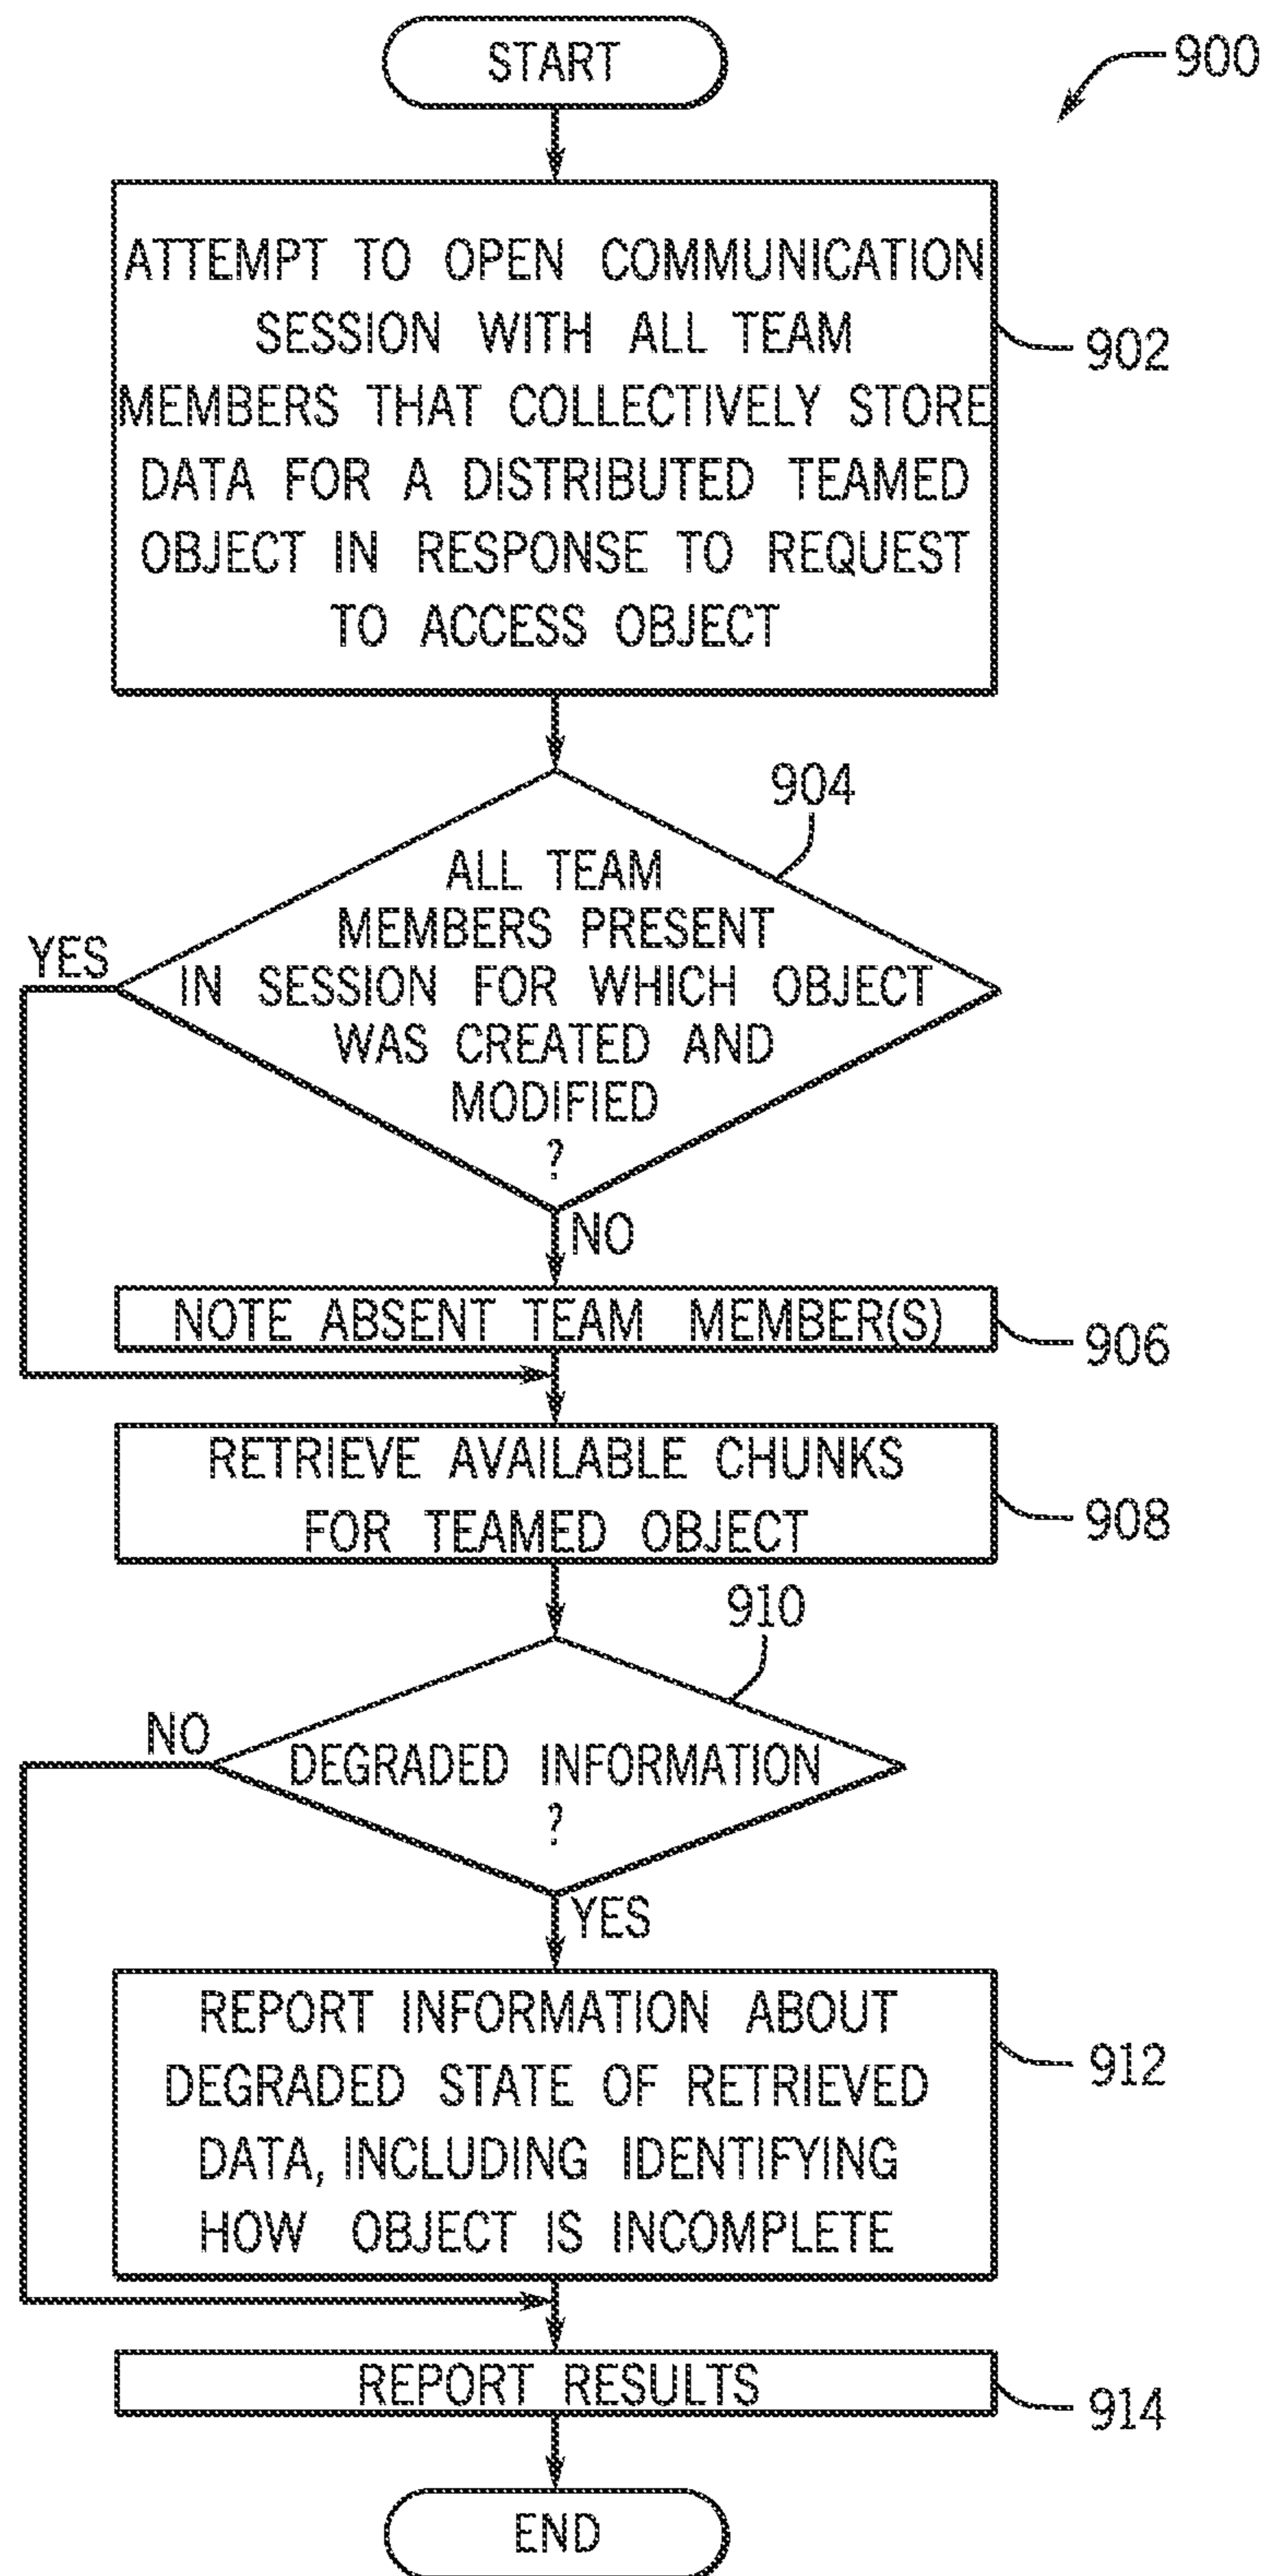 START
900
ATTEMPT TO OPEN COMMUNICATION
SESSION WITH ALL TEAM
MEMBERS THAT COLLECTIVELY STORE
DATA FOR A DISTRIBUTED TEAMED
OBJECT IN RESPONSE TO REQUEST
TO ACCESS OBJECT
902
904
ALL TEAM
MEMBERS PRESENT
IN SESSION FOR WHICH OBJECT
WAS CREATED AND
MODIFIED
?
YES
NO
NOTE ABSENT TEAM MEMBER(S)
906
RETRIEVE AVAILABLE CHUNKS
FOR TEAMED OBJECT
908
910
NO
DEGRADED INFORMATION
?
YES
REPORT INFORMATION ABOUT
DEGRADED STATE OF RETRIEVED
DATA, INCLUDING IDENTIFYING
HOW OBJECT IS INCOMPLETE
912
REPORT RESULTS
914
END